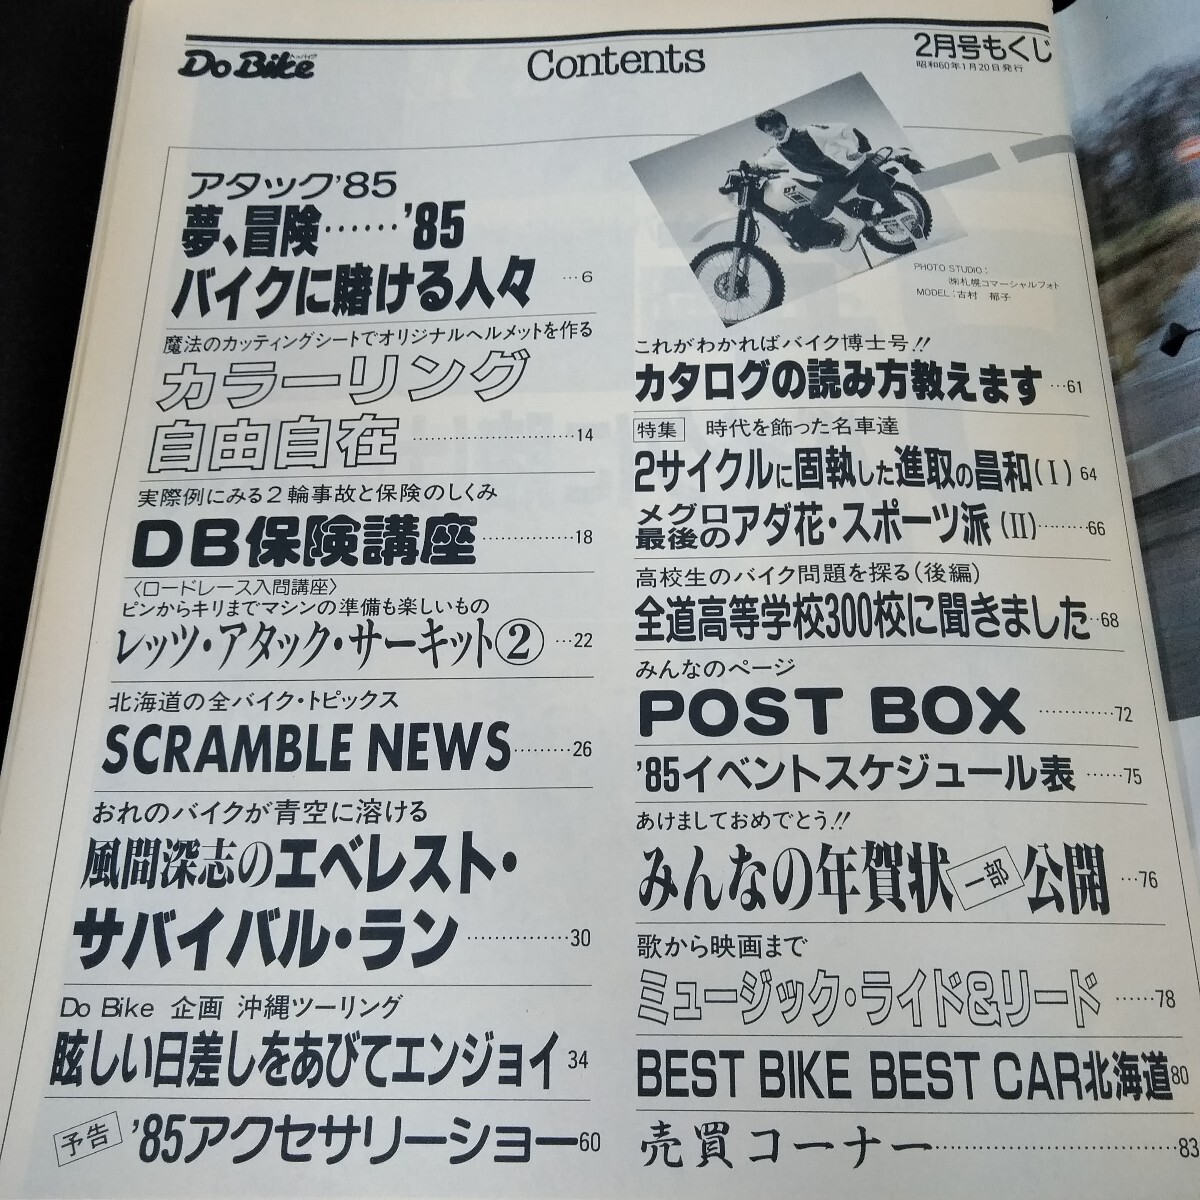 Do Bike
Contents
2月号もくじ
昭和60年1月20日発行
アタック'85
夢、冒険……'85
バイクに賭ける人々 …6
魔法のカッティングシートでオリジナルヘルメットを作る
カラーリング
自由自在 ……14
実際例にみる2輪事故と保険のしくみ
DB保険講座 ……18
〈ロードレース入問講座〉
ピンからキリまでマシンの準備も楽しいもの
レッツ・アタック・サーキット② …22
北海道の全バイク・トピックス
SCRAMBLE NEWS ……26
おれのバイクが青空に溶ける
風間深志のエベレスト・
サバイバル・ラン ……30
Do Bike 企画 沖縄ツーリング
眩しい日差しをあびてエンジョイ 34
予告 '85アクセサリーショー 60
DT
PHOTO STUDIO：
㈱札幌コマーシャルフォト
MODEL：古村 郁子
これがわかればバイク博士号!!
カタログの読み方教えます …61
特集 時代を飾った名車達
2サイクルに固執した進取の昌和(Ⅰ) 64
メグロ最後のアダ花・スポーツ派(Ⅱ) ……66
高校生のバイク問題を探る(後編)
全道高等学校300校に聞きました …68
みんなのページ
POST BOX ……72
'85イベントスケジュール表 ……75
あけましておめでとう!!
みんなの年賀状一部公開 …76
歌から映画まで
ミュージック・ライド&リード ……78
BEST BIKE BEST CAR北海道 80
売買コーナー ……83